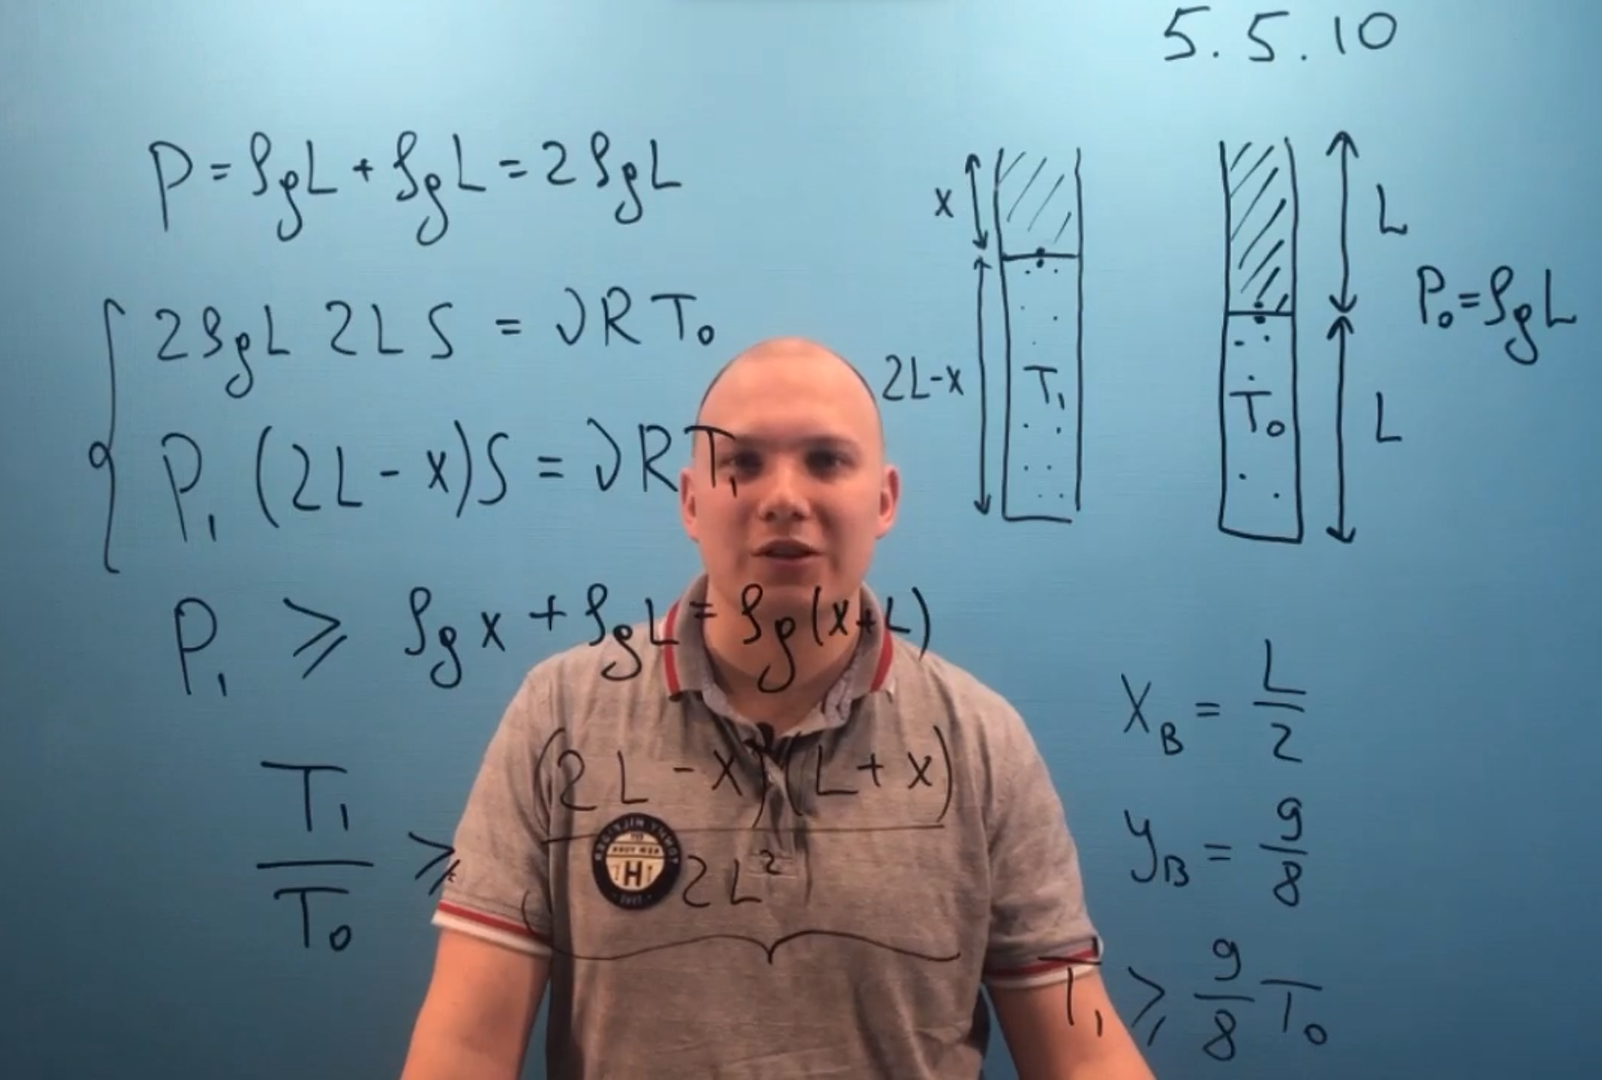 5.5.10
P = ρgL + ρgL = 2ρgL
2ρgL 2LS = νRT₀
P₁ (2L - x)S = νRT₁
P₁ ⩾ ρgx + ρgL = ρg(x+L)
T₁/T₀ ⩾ (2L - x)(L + x)/2L²
x
2L-x
T₁
T₀
L
L
P₀ = ρgL
x_B = L/2
y_B = 9/8
T₁ ⩾ 9/8 T₀
H